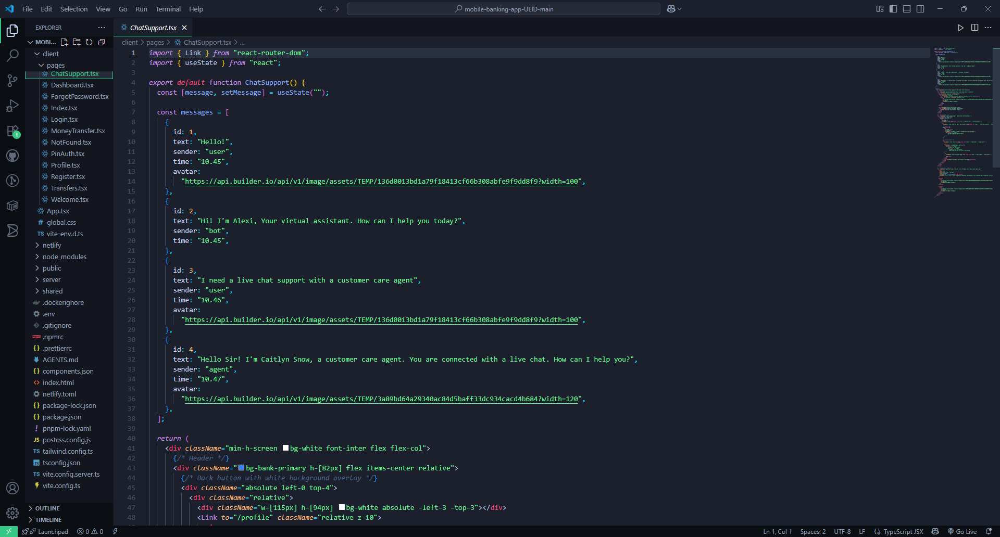 File Edit Selection View Go Run Terminal Help
mobile-banking-app-UEID-main
EXPLORER
MOBI...
client
pages
ChatSupport.tsx
Dashboard.tsx
ForgotPassword.tsx
Index.tsx
Login.tsx
MoneyTransfer.tsx
NotFound.tsx
PinAuth.tsx
Profile.tsx
Register.tsx
Transfers.tsx
Welcome.tsx
App.tsx
# global.css
TS vite-env.d.ts
netlify
node_modules
public
server
shared
.dockerignore
.env
.gitignore
.npmrc
{} .prettierrc
AGENTS.md
{} components.json
<> index.html
netlify.toml
{} package-lock.json
{} package.json
! pnpm-lock.yaml
JS postcss.config.js
TS tailwind.config.ts
TS tsconfig.json
TS vite.config.server.ts
vite.config.ts
OUTLINE
TIMELINE
1
ChatSupport.tsx
client > pages > ChatSupport.tsx > ...
1 import { Link } from "react-router-dom";
2 import { useState } from "react";
3
4 export default function ChatSupport() {
5 const [message, setMessage] = useState("");
6
7 const messages = [
8 {
9 id: 1,
10 text: "Hello!",
11 sender: "user",
12 time: "10.45",
13 avatar:
14 "https://api.builder.io/api/v1/image/assets/TEMP/136d0013bd1a79f18413cf66b308abfe9f9dd8f9?width=100",
15 },
16 {
17 id: 2,
18 text: "Hi! I'm Alexi, Your virtual assistant. How can I help you today?",
19 sender: "bot",
20 time: "10.45",
21 },
22 {
23 id: 3,
24 text: "I need a live chat support with a customer care agent",
25 sender: "user",
26 time: "10.46",
27 avatar:
28 "https://api.builder.io/api/v1/image/assets/TEMP/136d0013bd1a79f18413cf66b308abfe9f9dd8f9?width=100",
29 },
30 {
31 id: 4,
32 text: "Hello Sir! I'm Caitlyn Snow, a customer care agent. You are connected with a live chat. How can I help you?",
33 sender: "agent",
34 time: "10.47",
35 avatar:
36 "https://api.builder.io/api/v1/image/assets/TEMP/3a89bd64a29340ac84d5baff33dc934cacd4b684?width=120",
37 },
38 ];
39
40 return (
41 <div className="min-h-screen bg-white font-inter flex flex-col">
42 {/* Header */}
43 <div className="bg-bank-primary h-[82px] flex items-center relative">
44 {/* Back button with white background overlay */}
45 <div className="absolute left-0 top-4">
46 <div className="relative">
47 <div className="w-[115px] h-[94px] bg-white absolute -left-3 -top-3"></div>
48 <Link to="/profile" className="relative z-10">
Launchpad 0 0
Ln 1, Col 1 Spaces: 2 UTF-8 LF {} TypeScript JSX Go Live